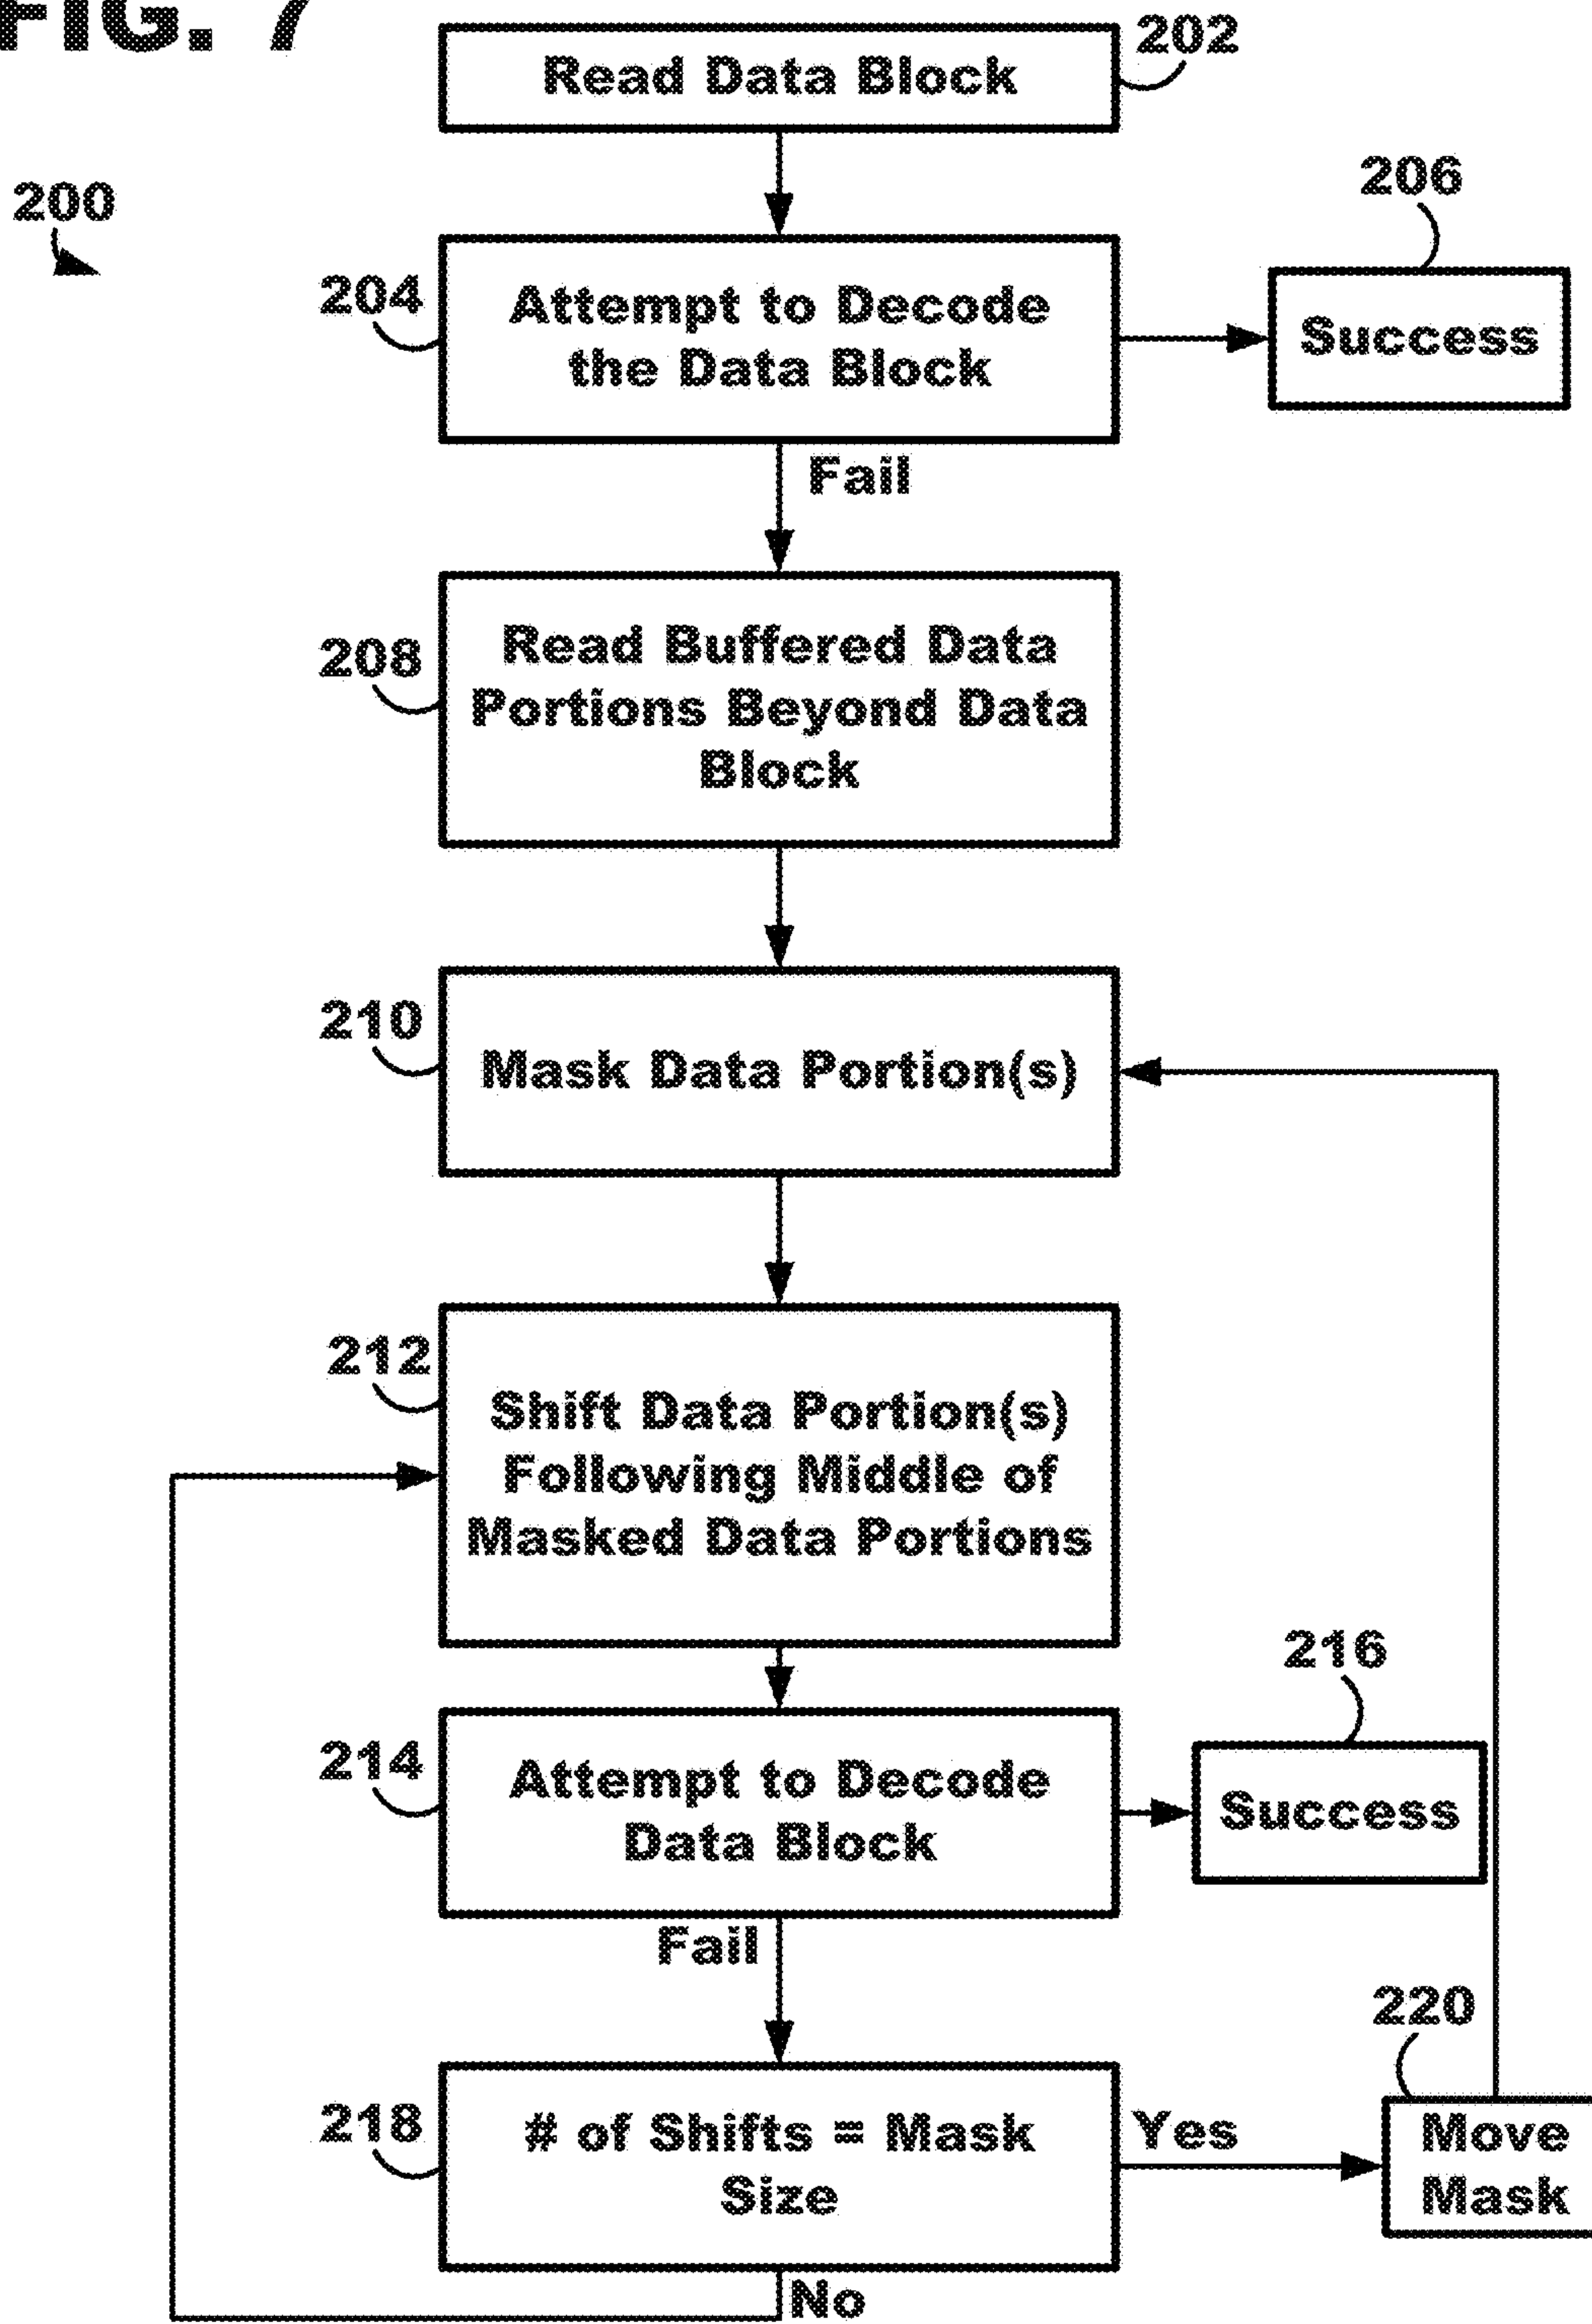 FIG. 7
202
Read Data Block
200
206
204
Attempt to Decode
the Data Block
Success
Fail
208
Read Buffered Data
Portions Beyond Data
Block
210
Mask Data Portion(s)
212
Shift Data Portion(s)
Following Middle of
Masked Data Portions
216
214
Attempt to Decode
Data Block
Success
Fail
220
218
# of Shifts = Mask
Size
Yes
Move
Mask
No